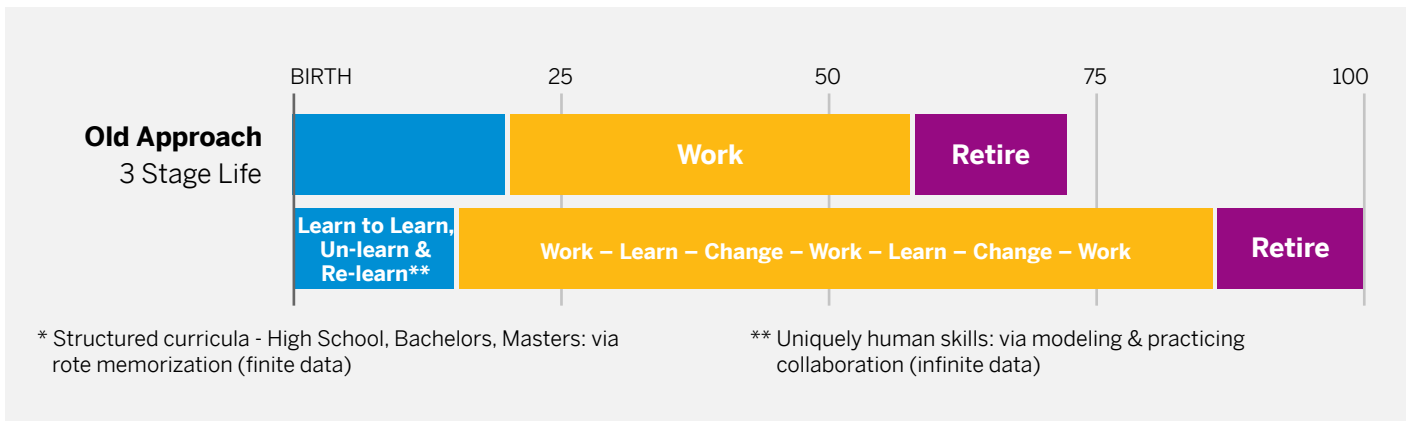 BIRTH 25 50 75 100
Old Approach
3 Stage Life
Work
Retire
Learn to Learn,
Un-learn &
Re-learn**
Work – Learn – Change – Work – Learn – Change – Work
Retire
* Structured curricula - High School, Bachelors, Masters: via
rote memorization (finite data)
** Uniquely human skills: via modeling & practicing
collaboration (infinite data)